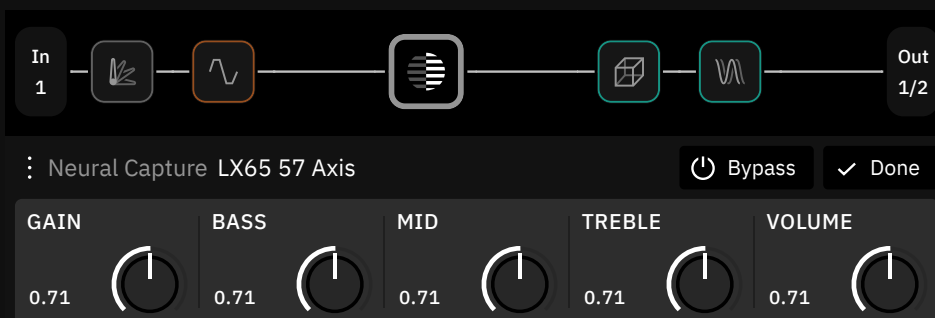 In
1
Out
1/2
Neural Capture LX65 57 Axis
Bypass
Done
GAIN
BASS
MID
TREBLE
VOLUME
0.71
0.71
0.71
0.71
0.71